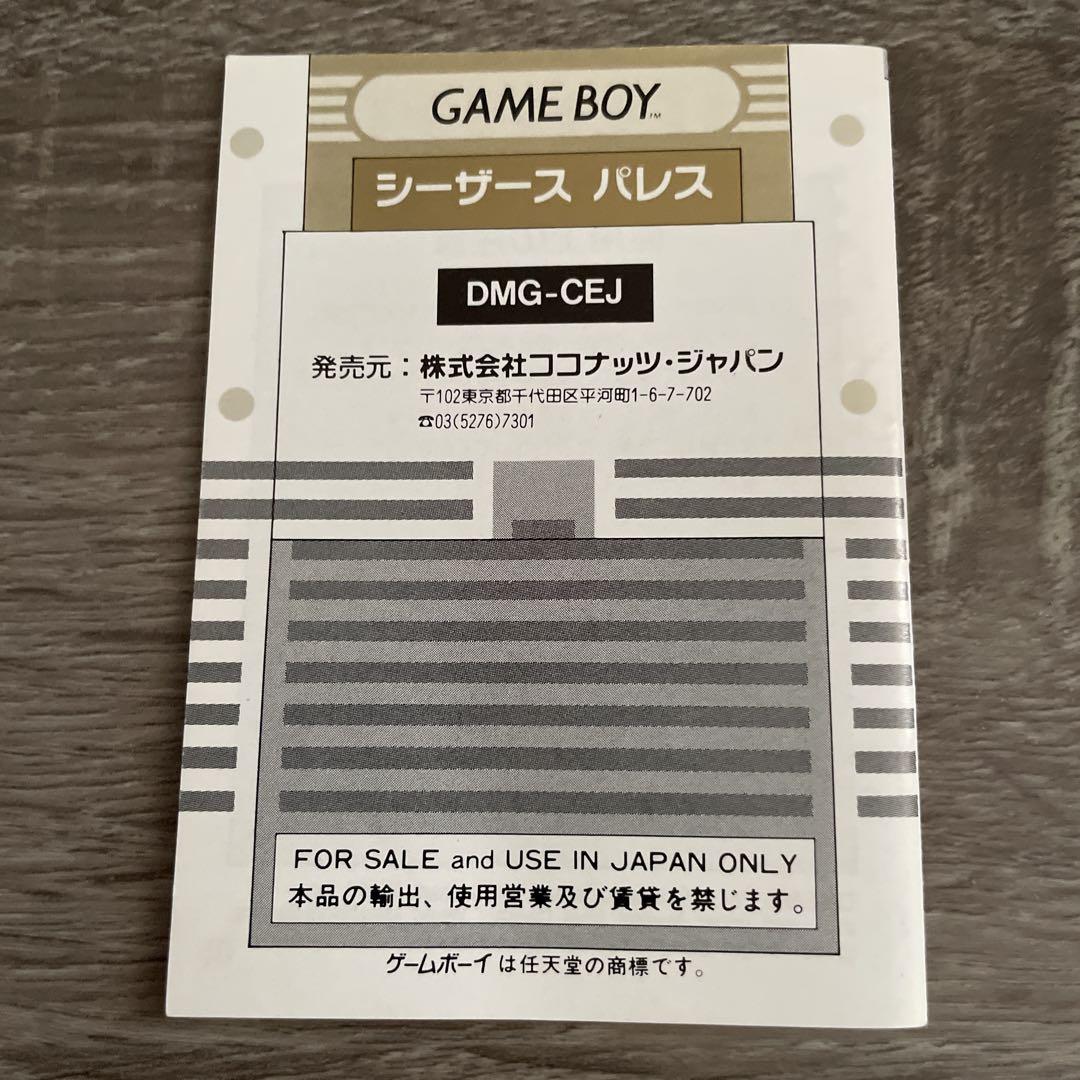 GAME BOY™
シーザース パレス
DMG-CEJ
発売元：株式会社ココナッツ・ジャパン
〒102東京都千代田区平河町1-6-7-702
☎03(5276)7301
FOR SALE and USE IN JAPAN ONLY
本品の輸出、使用営業及び賃貸を禁じます。
ゲームボーイは任天堂の商標です。